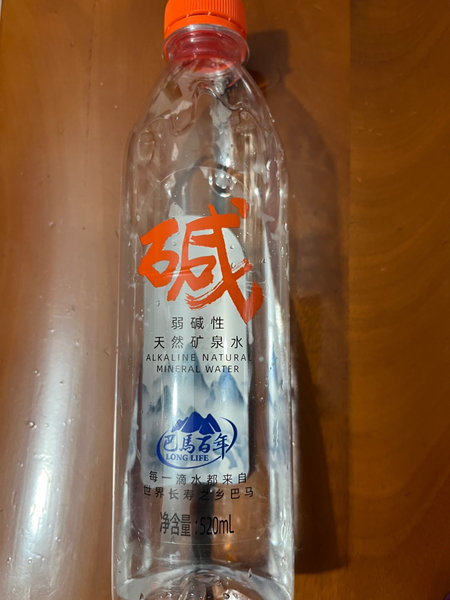 碱
弱碱性
天然矿泉水
ALKALINE NATURAL
MINERAL WATER
巴馬百年
LONG LIFE
每一滴水都来自
世界长寿之乡巴马
净含量:520mL